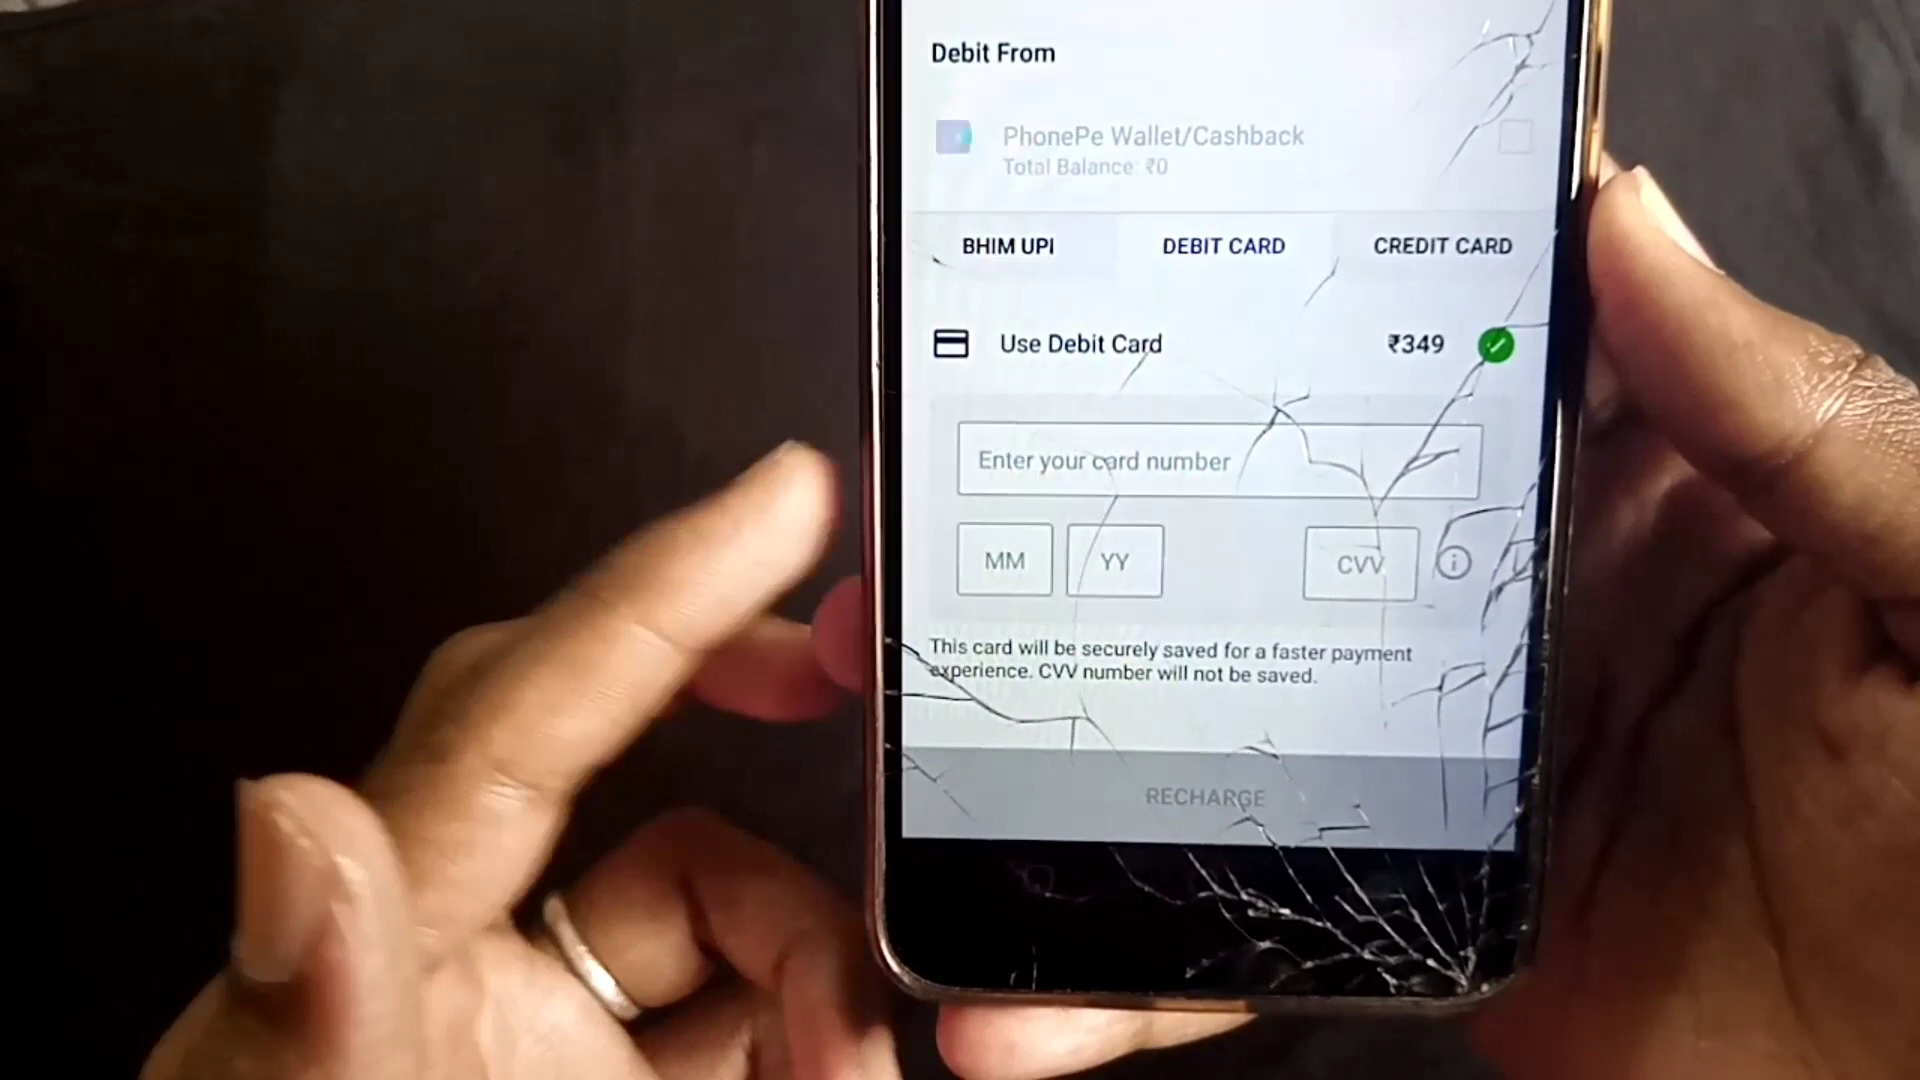 Debit From
PhonePe Wallet/Cashback
Total Balance: ₹0
BHIM UPI DEBIT CARD CREDIT CARD
Use Debit Card ₹349
Enter your card number
MM YY CVV
This card will be securely saved for a faster payment
experience. CVV number will not be saved.
RECHARGE